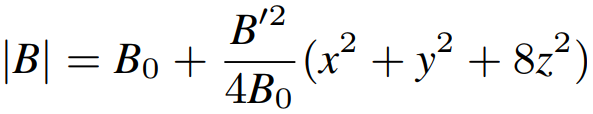 |B| = B₀ + B′²/4B₀ (x² + y² + 8z²)